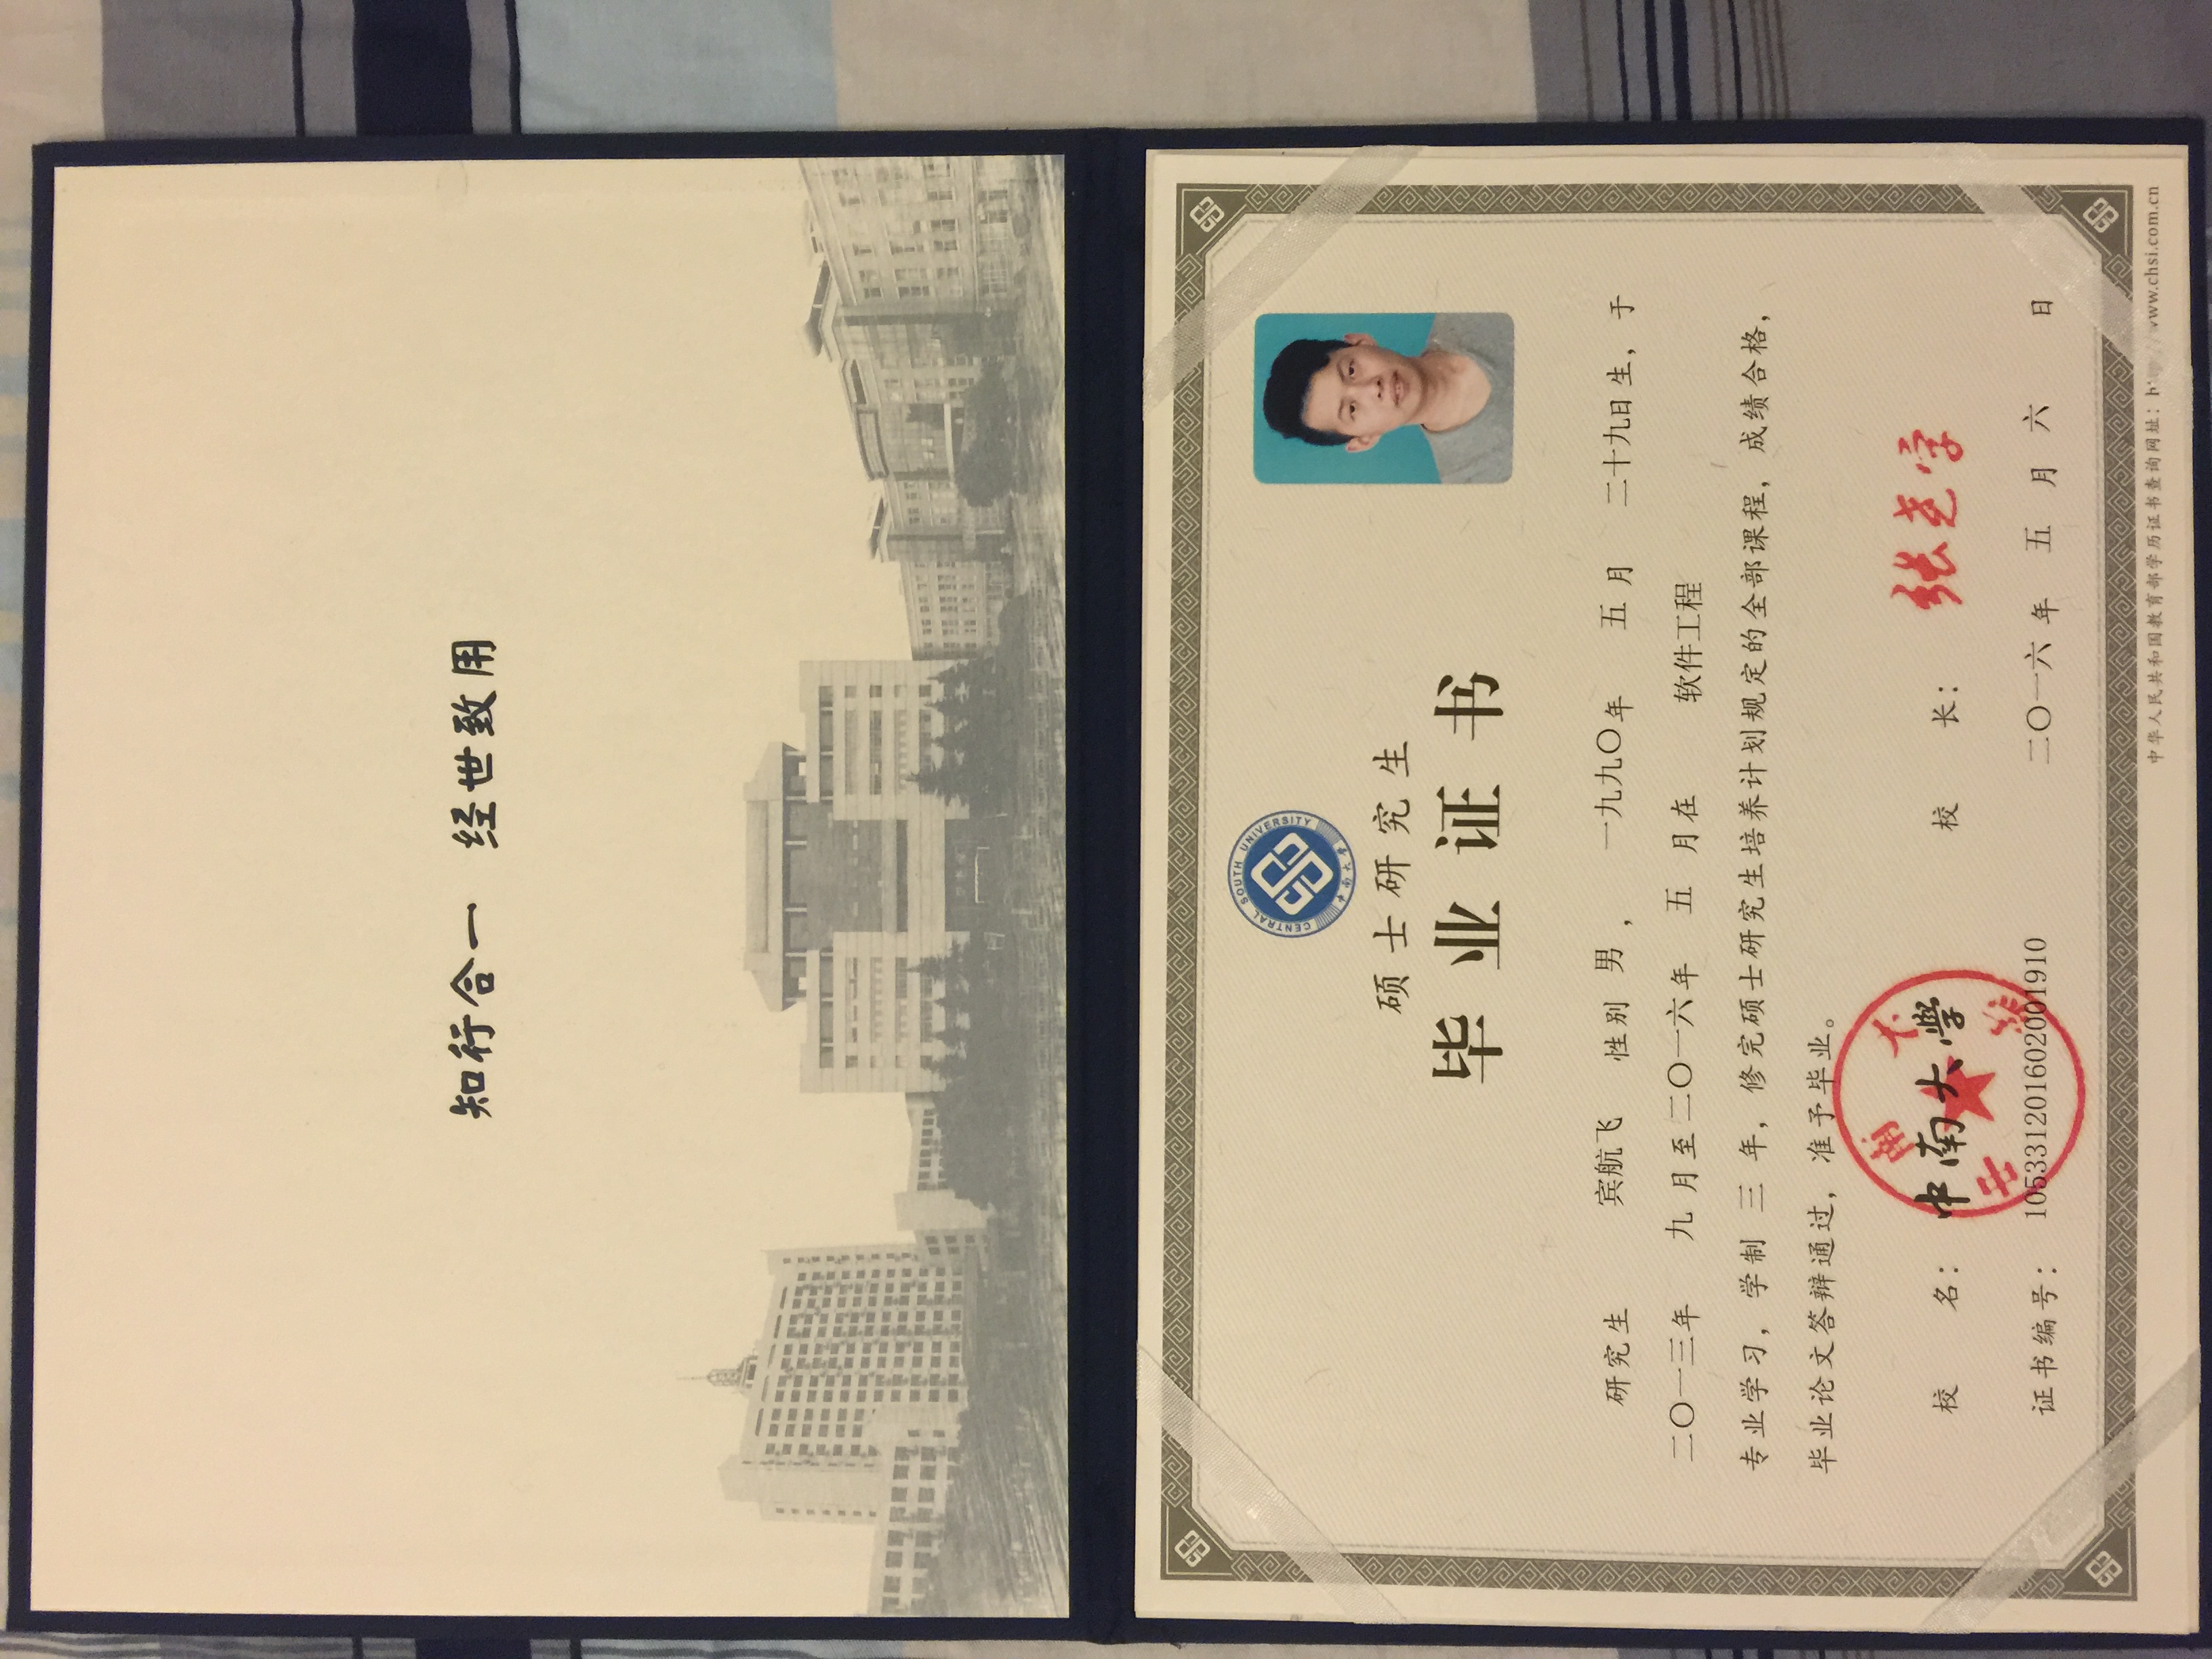 知行合一 经世致用
CENTRAL SOUTH UNIVERSITY
中南大学
硕士研究生
毕业证书
研究生 宾航飞 性别 男, 一九九〇年 五月 二十九日生, 于
二〇一三年 九月至二〇一六年 五月在 软件工程
专业学习, 学制 三 年, 修完硕士研究生培养计划规定的全部课程, 成绩合格,
毕业论文答辩通过, 准予毕业。
校 名: 中南大學 校 长: 张尧学
中南大学
证书编号: 105331201602001910 二〇一六年 五月六 日
中华人民共和国教育部学历证书查询网址: www.chsi.com.cn